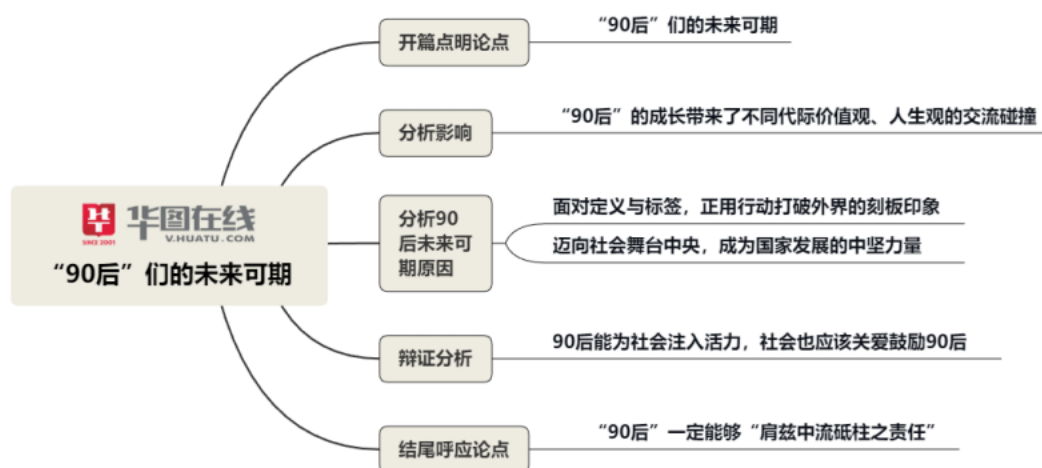 开篇点明论点
“90后”们的未来可期
分析影响
“90后”的成长带来了不同代际价值观、人生观的交流碰撞
华图在线
SINCE 2001
V.HUATU.COM
“90后”们的未来可期
分析90
后未来可
期原因
面对定义与标签，正用行动打破外界的刻板印象
迈向社会舞台中央，成为国家发展的中坚力量
辩证分析
90后能为社会注入活力，社会也应该关爱鼓励90后
结尾呼应论点
“90后”一定能够“肩兹中流砥柱之责任”